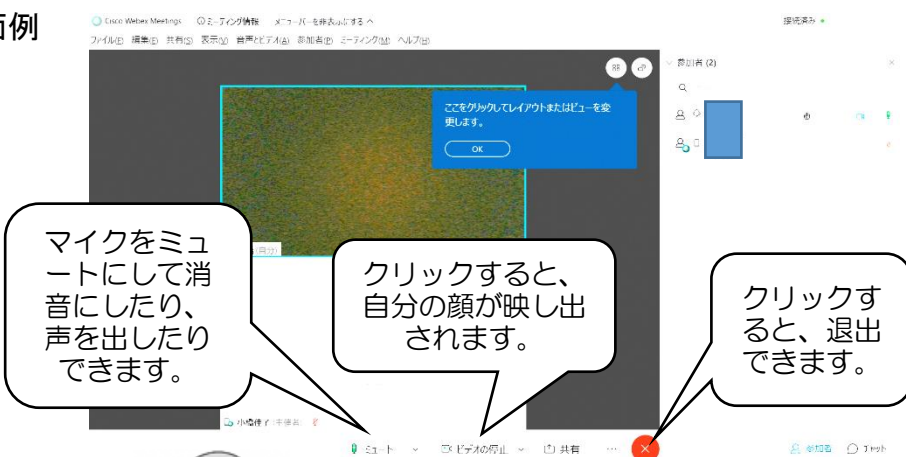 面例
Cisco Webex Meetings ミーティング情報 メニューバーを非表示にする
接続済み
ファイル(F) 編集(E) 共有(S) 表示(V) 音声とビデオ(A) 参加者(P) ミーティング(M) ヘルプ(H)
参加者 (2)
ここをクリックしてレイアウトまたはビューを変
更します。
OK
(自分)
マイクをミュ
ートにして消
音にしたり、
声を出したり
できます。
クリックすると、
自分の顔が映し出
されます。
クリックす
ると、退出
できます。
ミュート ビデオの停止 共有 ...
参加者 チャット